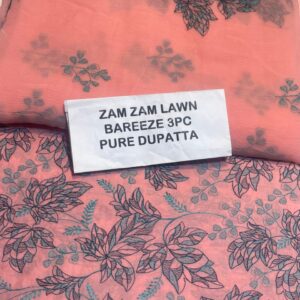 ZAM ZAM LAWN
BAREEZE 3PC
PURE DUPATTA